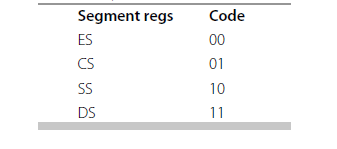 Segment regs Code
ES 00
CS 01
SS 10
DS 11